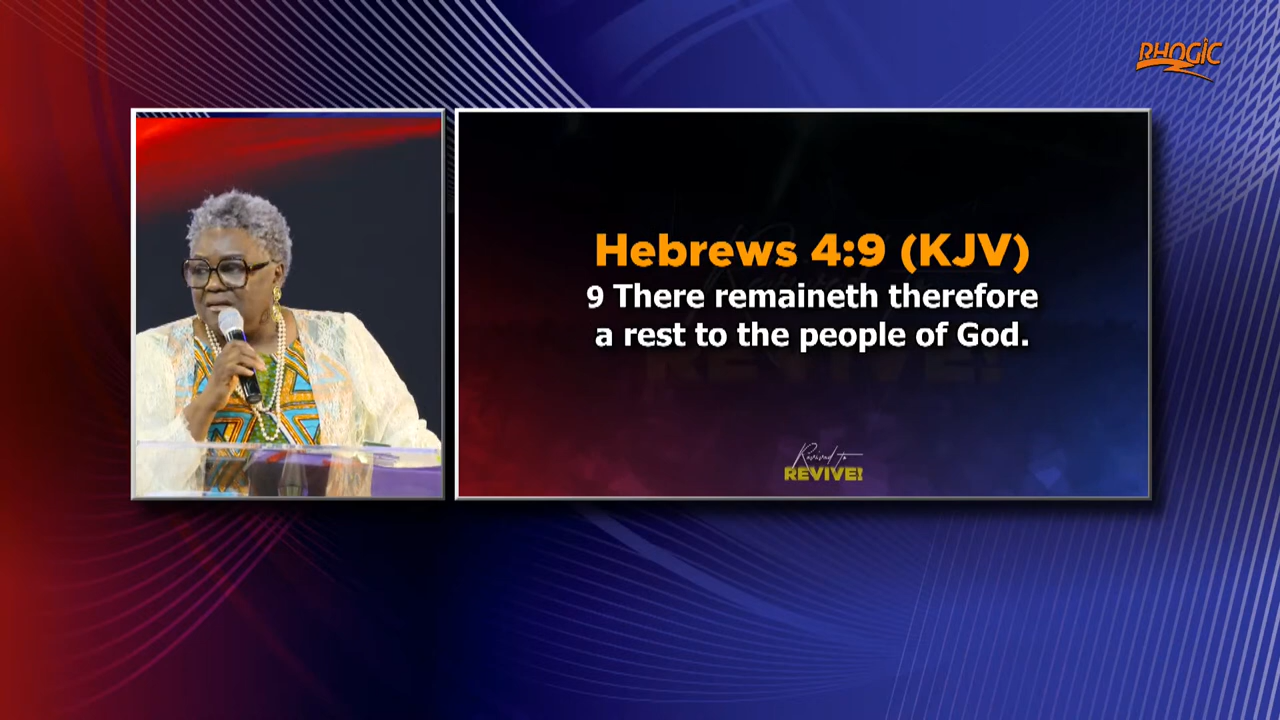 RHOGIC
Hebrews 4:9 (KJV)
9 There remaineth therefore
a rest to the people of God.
Revived to
REVIVE!